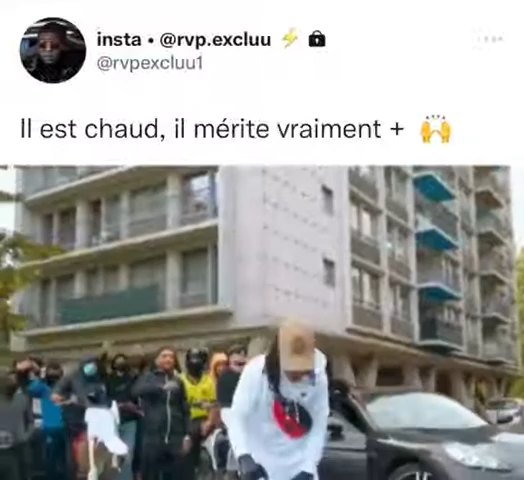 insta • @rvp.excluu ⚡ 🔒
@rvpexcluu1
Il est chaud, il mérite vraiment + 🙌